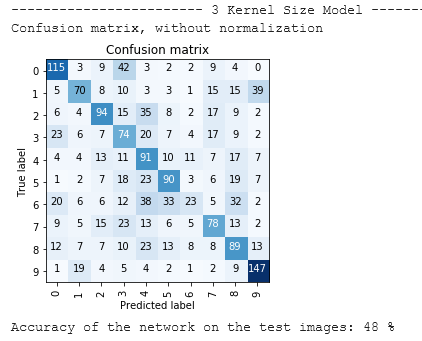 ------------------------- 3 Kernel Size Model ------
Confusion matrix, without normalization
Confusion matrix
0 115 3 9 42 3 2 2 9 4 0
1 5 70 8 10 3 3 1 15 15 39
2 6 4 94 15 35 8 2 17 9 2
3 23 6 7 74 20 7 4 17 9 2
4 4 4 13 11 91 10 11 7 17 7
5 1 2 7 18 23 90 3 6 19 7
6 20 6 6 12 38 33 23 5 32 2
7 9 5 15 23 13 6 5 78 13 2
8 12 7 7 10 23 13 8 8 89 13
9 1 19 4 5 4 2 1 2 9 147
True label
0 1 2 3 4 5 6 7 8 9
Predicted label
Accuracy of the network on the test images: 48 %